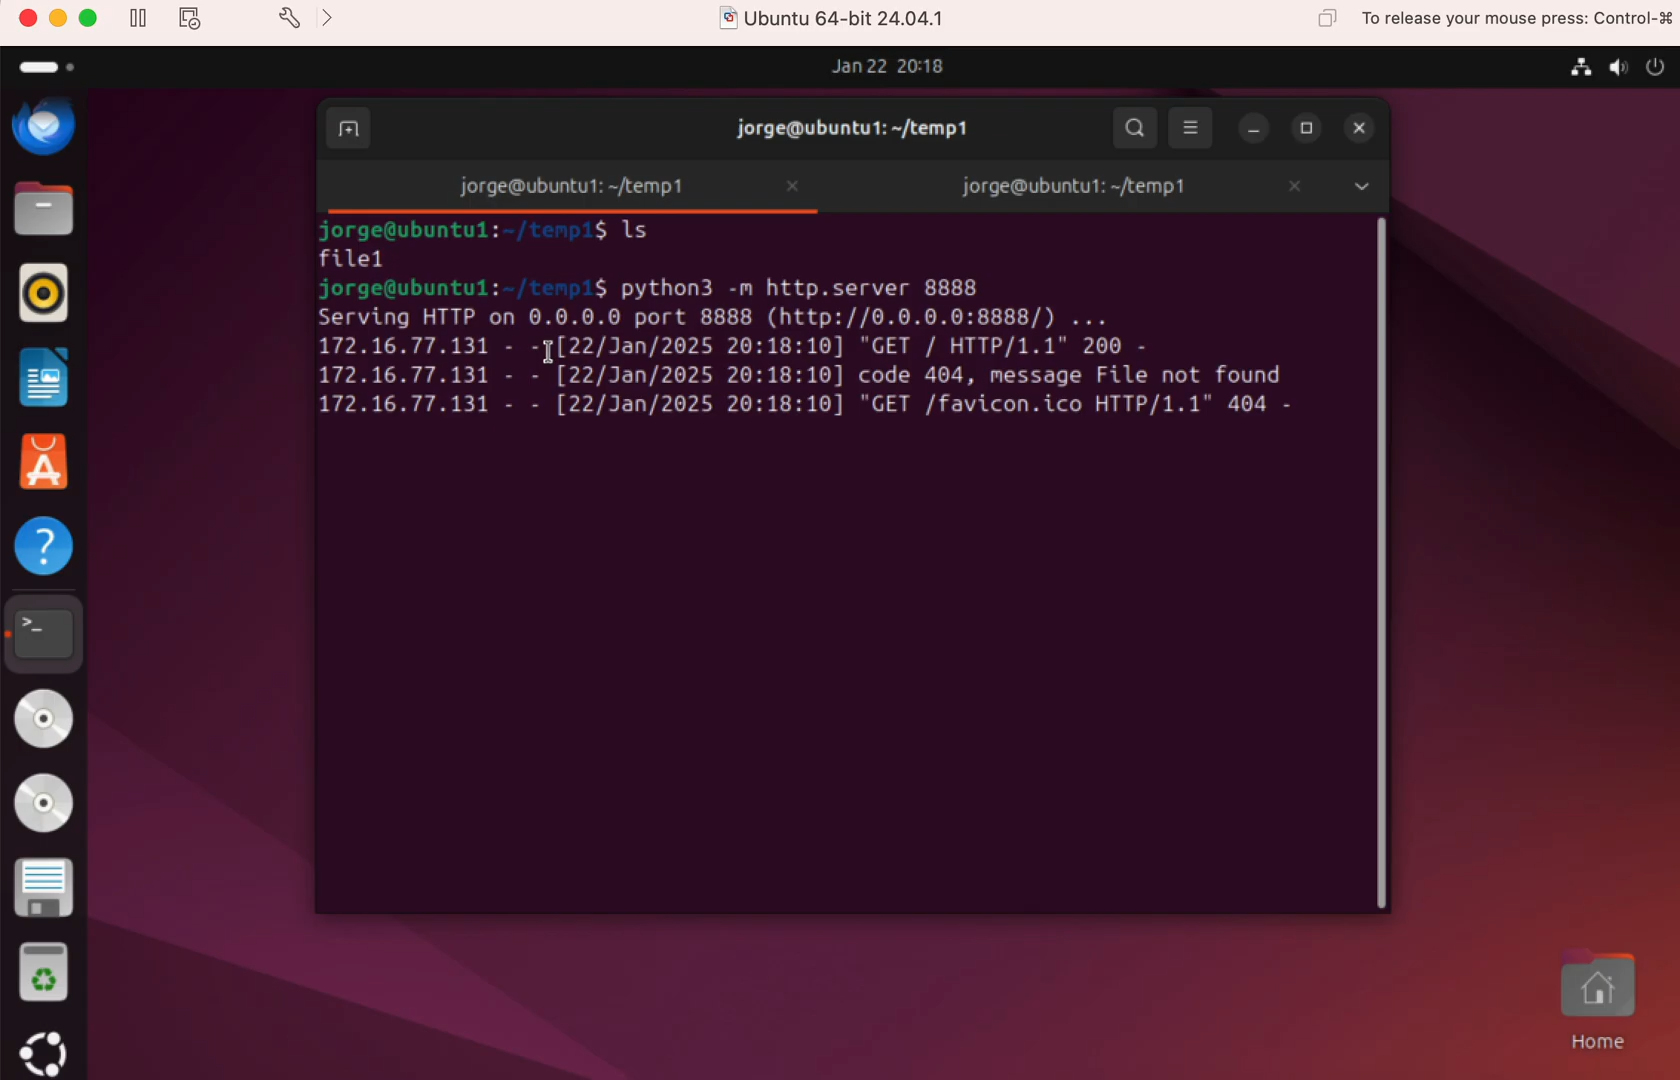 Ubuntu 64-bit 24.04.1
To release your mouse press: Control-⌘
Jan 22 20:18
jorge@ubuntu1: ~/temp1
jorge@ubuntu1: ~/temp1
jorge@ubuntu1: ~/temp1
jorge@ubuntu1:~/temp1$ ls
file1
jorge@ubuntu1:~/temp1$ python3 -m http.server 8888
Serving HTTP on 0.0.0.0 port 8888 (http://0.0.0.0:8888/) ...
172.16.77.131 - - [22/Jan/2025 20:18:10] "GET / HTTP/1.1" 200 -
172.16.77.131 - - [22/Jan/2025 20:18:10] code 404, message File not found
172.16.77.131 - - [22/Jan/2025 20:18:10] "GET /favicon.ico HTTP/1.1" 404 -
Home